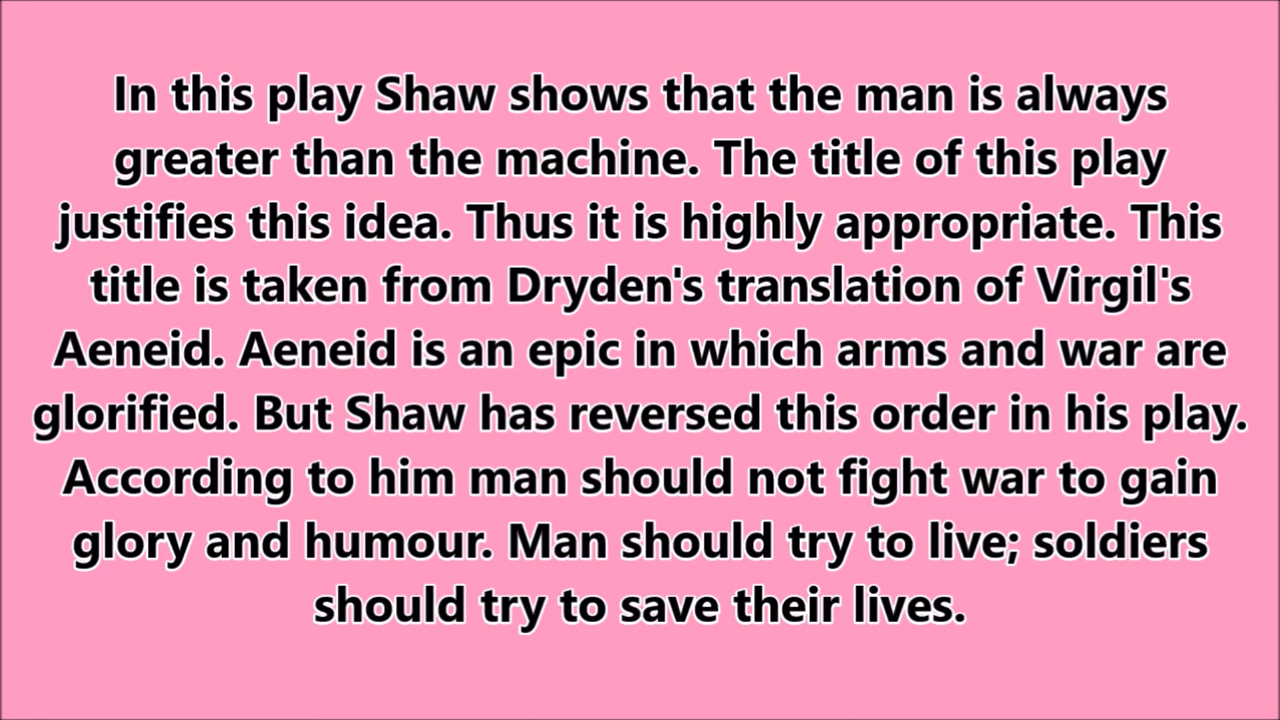 In this play Shaw shows that the man is always
greater than the machine. The title of this play
justifies this idea. Thus it is highly appropriate. This
title is taken from Dryden's translation of Virgil's
Aeneid. Aeneid is an epic in which arms and war are
glorified. But Shaw has reversed this order in his play.
According to him man should not fight war to gain
glory and humour. Man should try to live; soldiers
should try to save their lives.